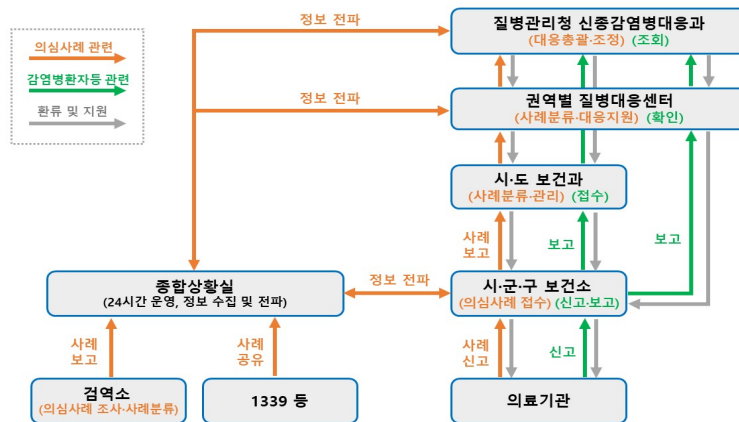 정보 전파
질병관리청 신종감염병대응과
(대응총괄·조정) (조회)
의심사례 관련
감염병환자등 관련
환류 및 지원
정보 전파
권역별 질병대응센터
(사례분류·대응지원) (확인)
시·도 보건과
(사례분류·관리) (접수)
사례
보고
보고
보고
종합상황실
(24시간 운영, 정보 수집 및 전파)
정보 전파
시·군·구 보건소
(의심사례 접수) (신고·보고)
사례
보고
사례
공유
사례
신고
신고
검역소
(의심사례 조사·사례분류)
1339 등
의료기관